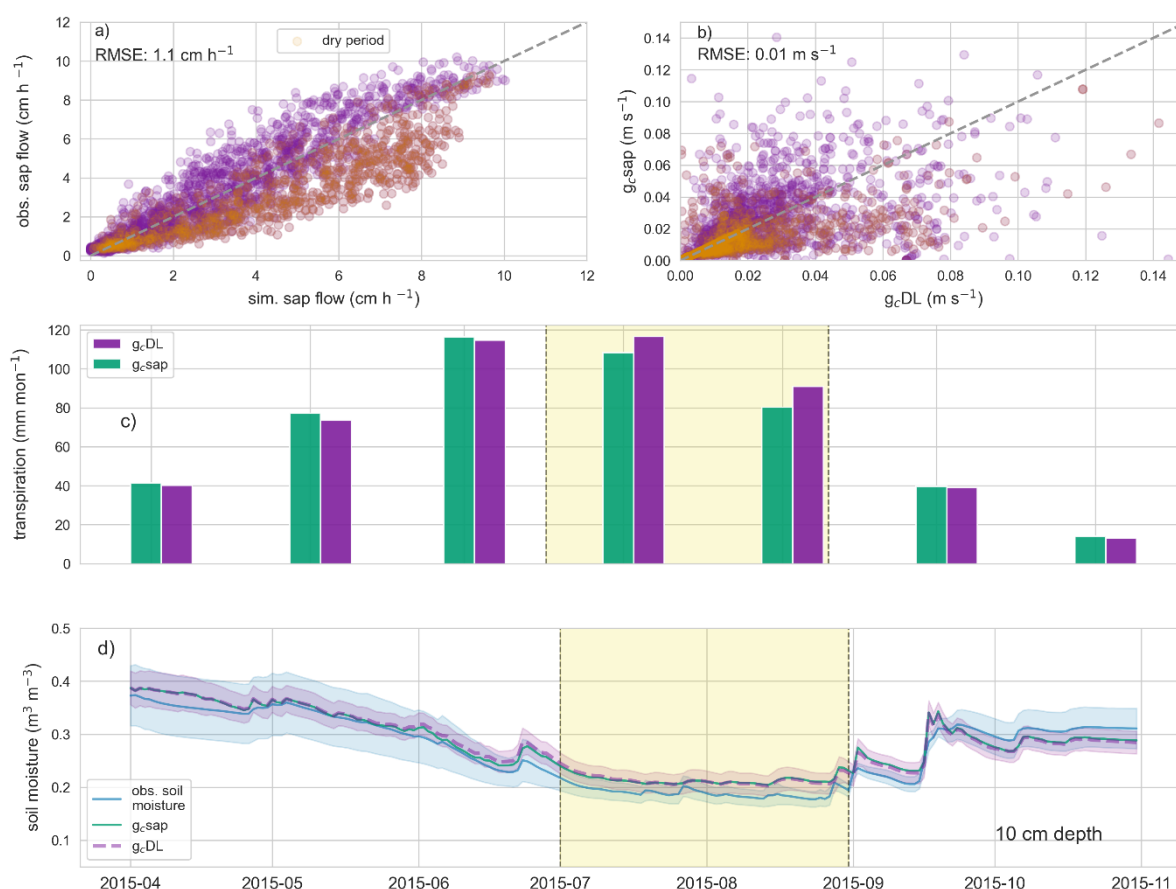 a)
RMSE: 1.1 cm h⁻¹
dry period
obs. sap flow (cm h⁻¹)
12
10
8
6
4
2
0
0 2 4 6 8 10 12
sim. sap flow (cm h⁻¹)
b)
RMSE: 0.01 m s⁻¹
g_csap (m s⁻¹)
0.14
0.12
0.10
0.08
0.06
0.04
0.02
0.00
0.00 0.02 0.04 0.06 0.08 0.10 0.12 0.14
g_cDL (m s⁻¹)
c)
g_cDL
g_csap
transpiration (mm mon⁻¹)
120
100
80
60
40
20
0
d)
soil moisture (m³ m⁻³)
0.5
0.4
0.3
0.2
0.1
obs. soil
moisture
g_csap
g_cDL
10 cm depth
2015-04 2015-05 2015-06 2015-07 2015-08 2015-09 2015-10 2015-11